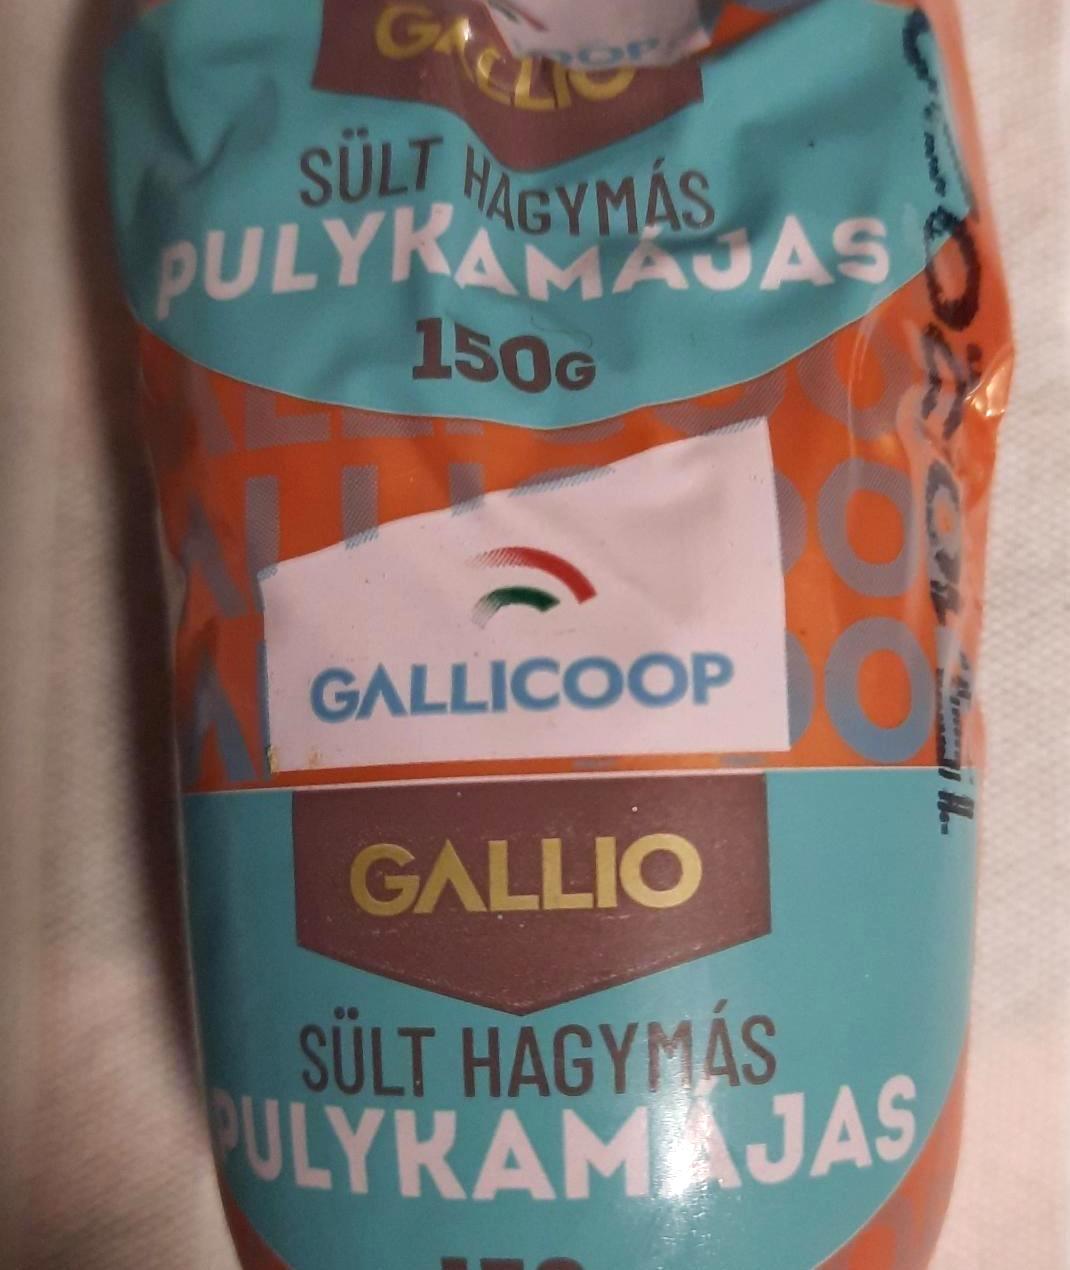 GALLIO
SÜLT HAGYMÁS
PULYKAMÁJAS
150G
GALLICOOP
GALLIO
SÜLT HAGYMÁS
PULYKAMÁJAS